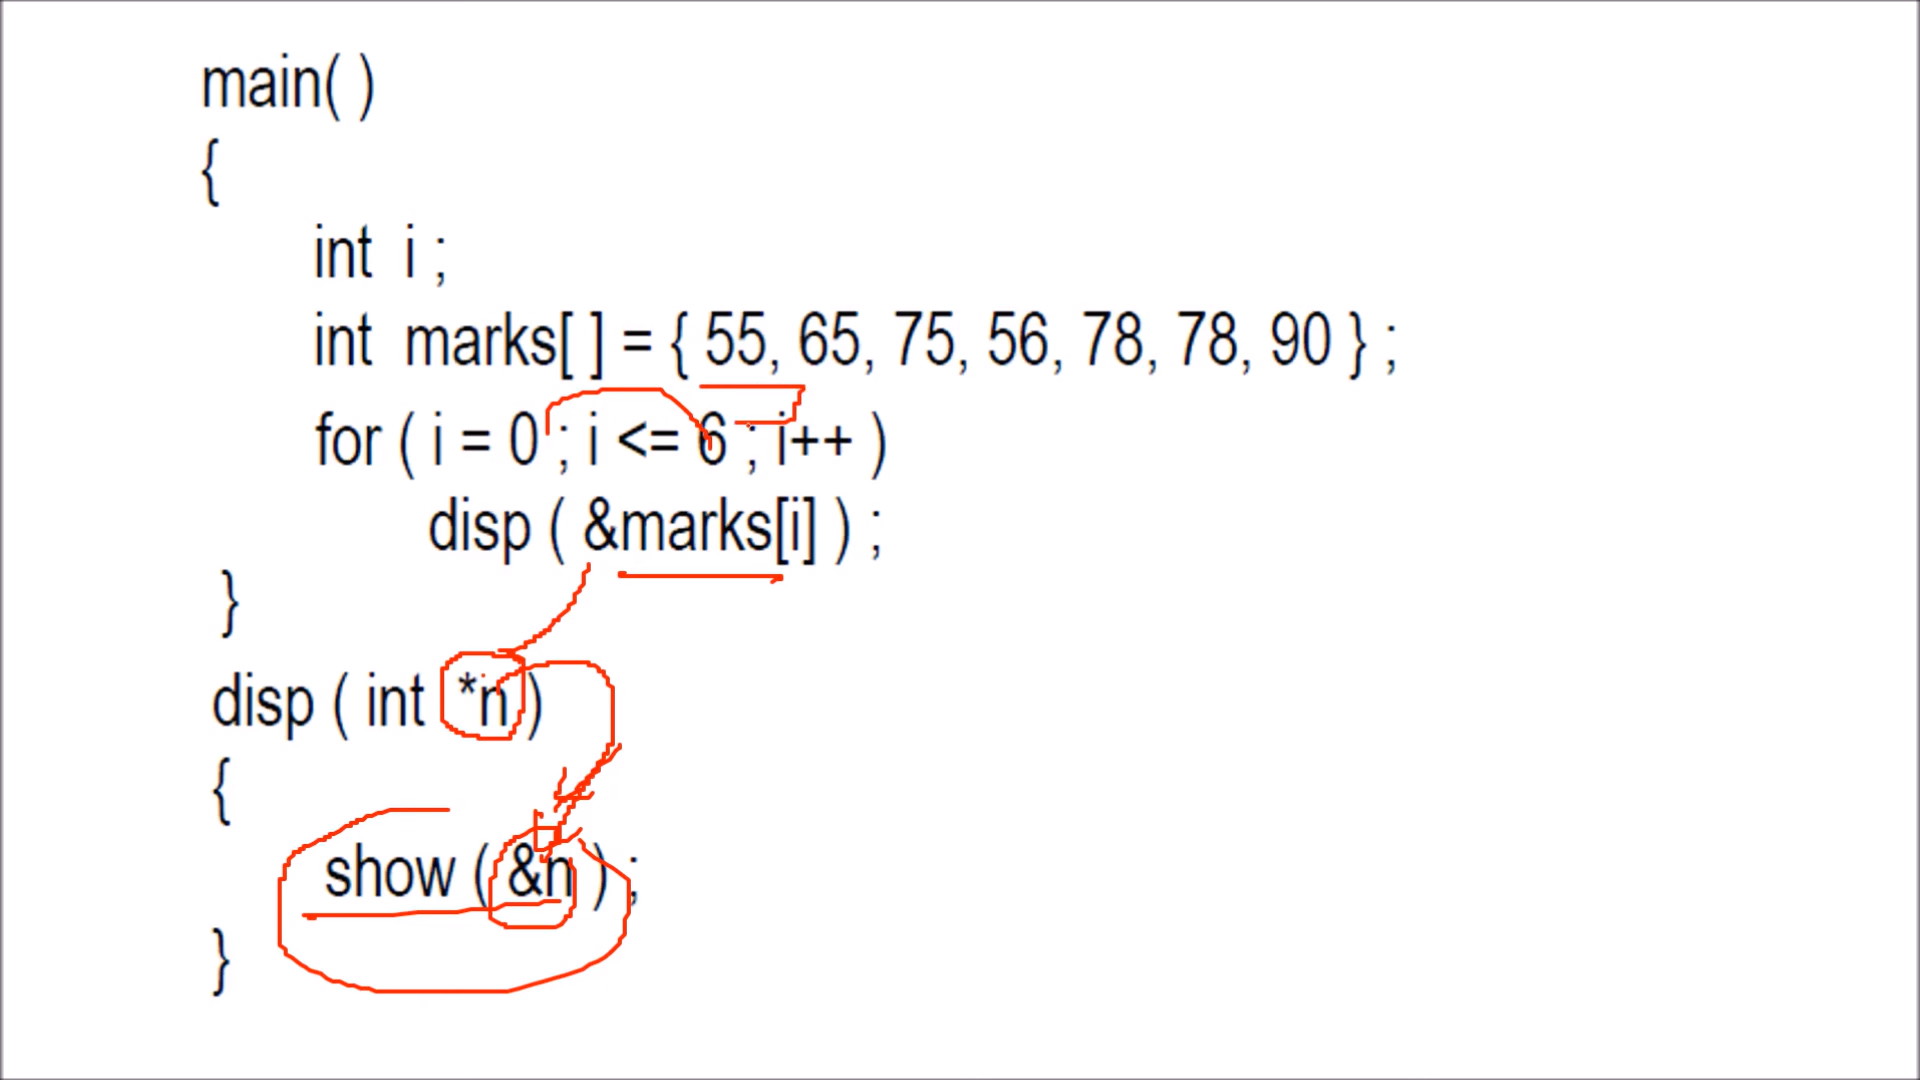 main( )
{
int i ;
int marks[ ] = { 55, 65, 75, 56, 78, 78, 90 } ;
for ( i = 0 ; i <= 6 ; i++ )
disp ( &marks[i] ) ;
}
disp ( int *n )
{
show ( &n ) ;
}